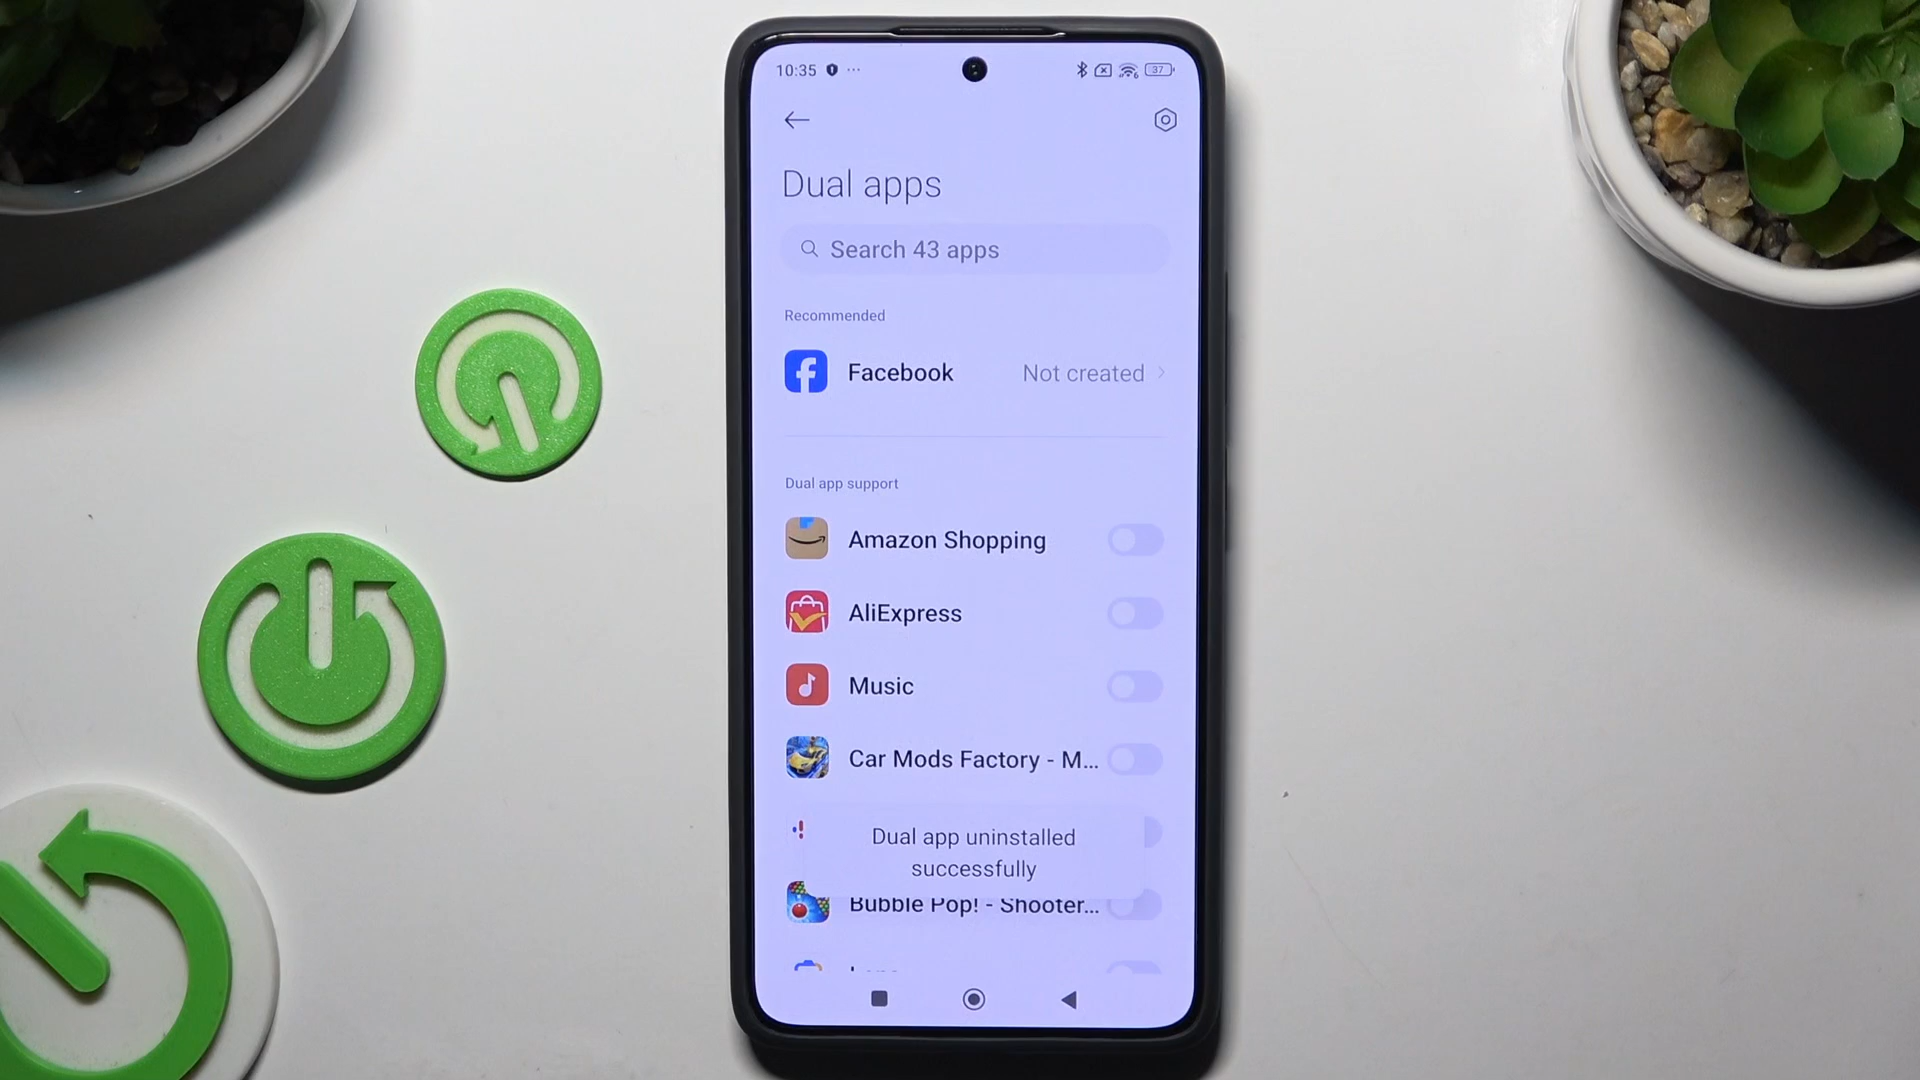 10:35
37
Dual apps
Search 43 apps
Recommended
Facebook Not created
Dual app support
Amazon Shopping
AliExpress
Music
Car Mods Factory - M...
Dual app uninstalled
successfully
Bubble Pop! - Shooter...